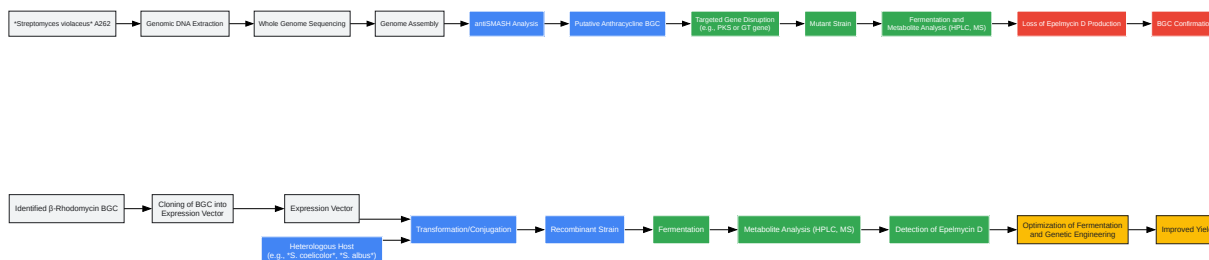 *Streptomyces violaceus* A262
Genomic DNA Extraction
Whole Genome Sequencing
Genome Assembly
antiSMASH Analysis
Putative Anthracycline BGC
Targeted Gene Disruption
(e.g., PKS or GT gene)
Mutant Strain
Fermentation and
Metabolite Analysis (HPLC, MS)
Loss of Epelmycin D Production
BGC Confirmatio
Identified β-Rhodomycin BGC
Cloning of BGC into
Expression Vector
Expression Vector
Heterologous Host
(e.g., *S. coelicolor*, *S. albus*)
Transformation/Conjugation
Recombinant Strain
Fermentation
Metabolite Analysis (HPLC, MS)
Detection of Epelmycin D
Optimization of Fermentation
and Genetic Engineering
Improved Yiel